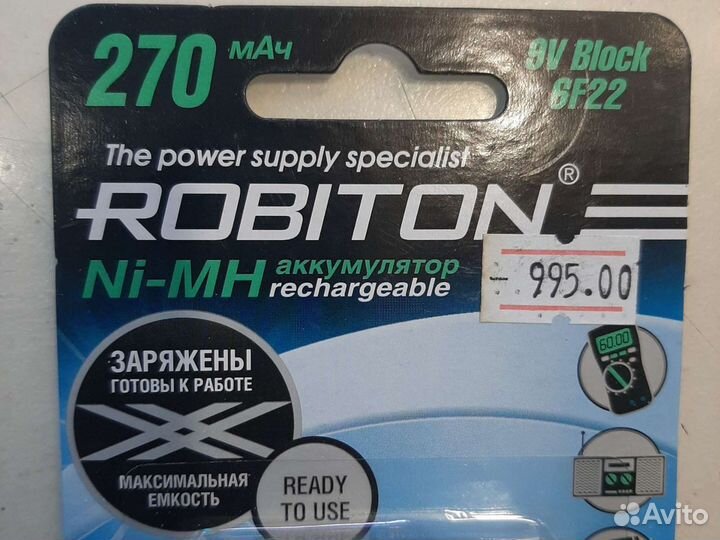 270 мАч
9V Block
6F22
The power supply specialist
ROBITON®
Ni-MH аккумулятор
rechargeable
995.00
60.00
ЗАРЯЖЕНЫ
ГОТОВЫ К РАБОТЕ
МАКСИМАЛЬНАЯ
ЕМКОСТЬ
READY
TO USE
Avito